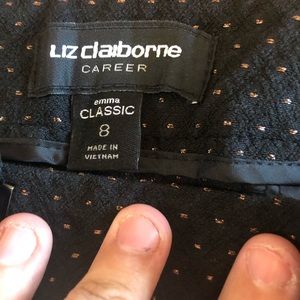 Liz claiborne
CAREER
emma
CLASSIC
8
MADE IN
VIETNAM